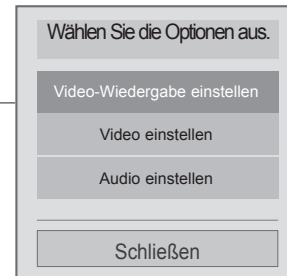 Wählen Sie die Optionen aus.
Video-Wiedergabe einstellen
Video einstellen
Audio einstellen
Schließen